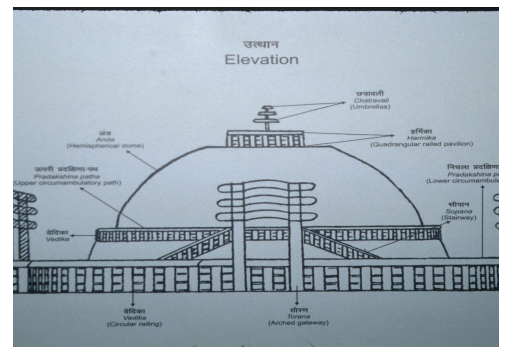 उत्थान
Elevation
छत्रावली
Chatravali
(Umbrellas)
अंड
Anda
(Hemispherical dome)
हर्मिका
Harmika
(Quadrangular railed pavilion)
ऊपरी प्रदक्षिणा-पथ
Pradakshina patha
(Upper circumambulatory path)
निचला प्रदक्षिणा
Pradakshina pa
(Lower circumambula
सोपान
Sopana
(Stairway)
वेदिका
Vedika
वेदिका
Vedika
(Circular railing)
तोरण
Torana
(Arched gateway)